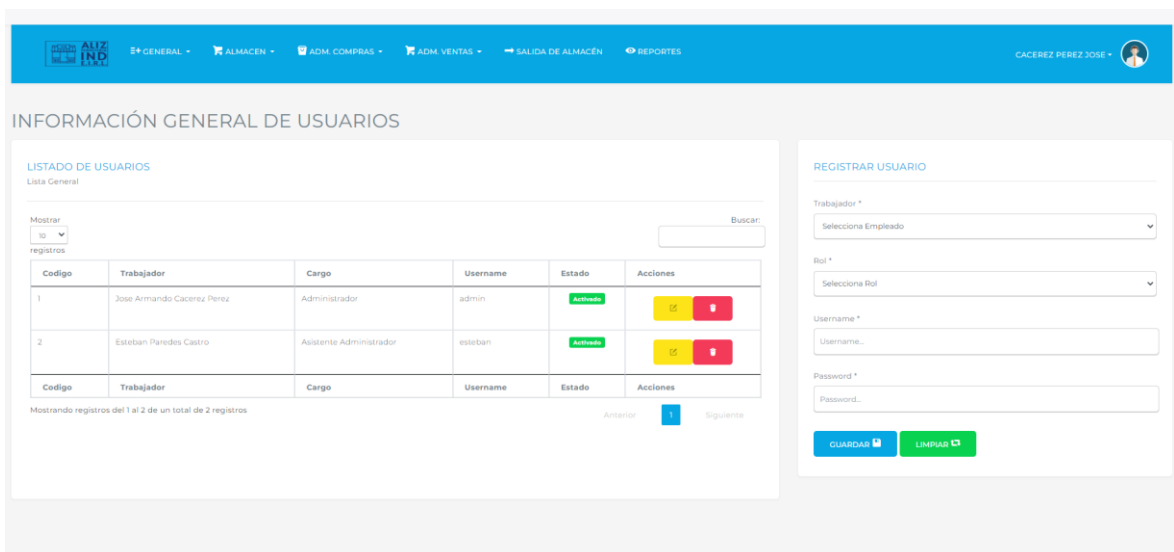 ALIZ
IND
E.I.R.L.
GENERAL
ALMACEN
ADM. COMPRAS
ADM. VENTAS
SALIDA DE ALMACÉN
REPORTES
CACEREZ PEREZ JOSE
INFORMACIÓN GENERAL DE USUARIOS
LISTADO DE USUARIOS
Lista General
Mostrar
10
registros
Buscar:
Codigo Trabajador Cargo Username Estado Acciones
1 Jose Armando Cacerez Perez Administrador admin Activado
2 Esteban Paredes Castro Asistente Administrador esteban Activado
Codigo Trabajador Cargo Username Estado Acciones
Mostrando registros del 1 al 2 de un total de 2 registros
Anterior 1 Siguiente
REGISTRAR USUARIO
Trabajador *
Selecciona Empleado
Rol *
Selecciona Rol
Username *
Username...
Password *
Password...
GUARDAR
LIMPIAR